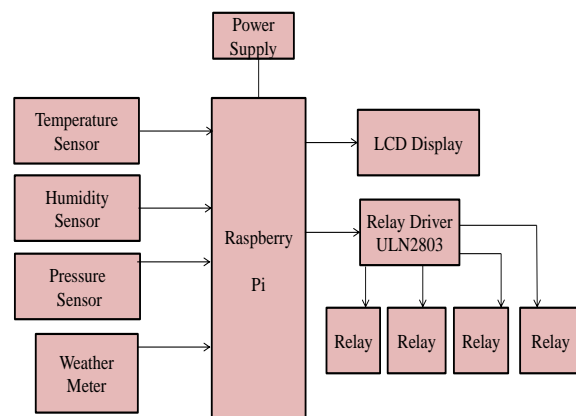 Power
Supply
Temperature
Sensor
Humidity
Sensor
Pressure
Sensor
Weather
Meter
Raspberry
Pi
LCD Display
Relay Driver
ULN2803
Relay
Relay
Relay
Relay